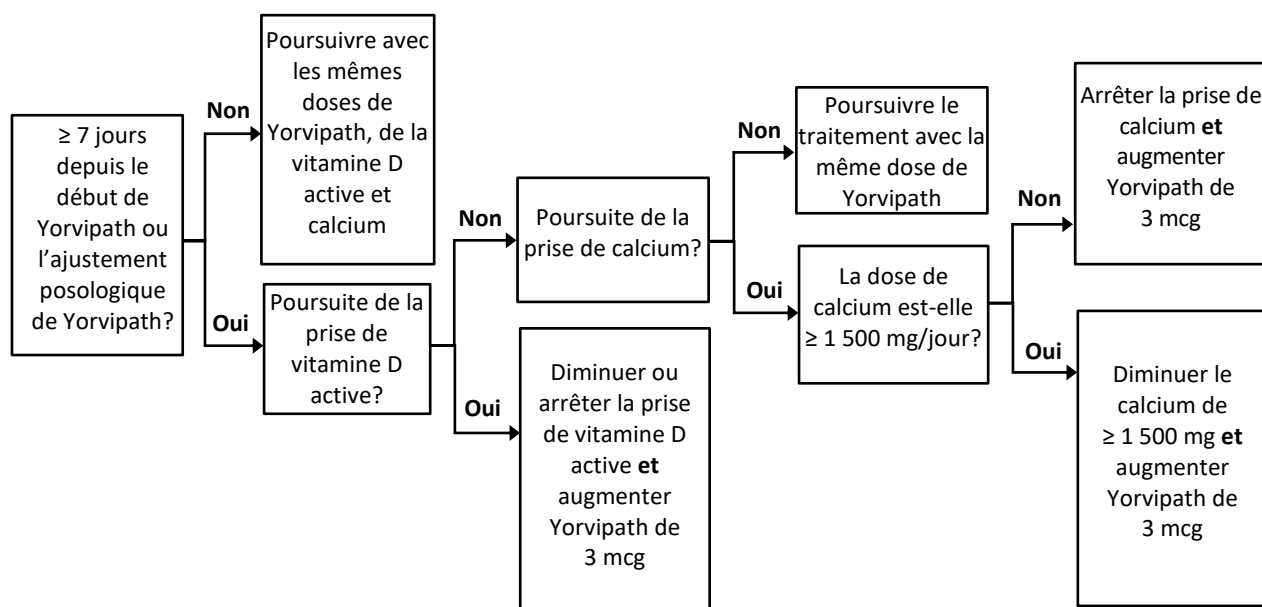 ≥ 7 jours
depuis le
début de
Yorvipath ou
l’ajustement
posologique
de Yorvipath?
Non
Poursuivre avec
les mêmes
doses de
Yorvipath, de la
vitamine D
active et
calcium
Oui
Poursuite de la
prise de
vitamine D
active?
Non
Poursuite de la
prise de calcium?
Oui
Diminuer ou
arrêter la prise
de vitamine D
active et
augmenter
Yorvipath de
3 mcg
Non
Poursuivre le
traitement avec la
même dose de
Yorvipath
Oui
La dose de
calcium est-elle
≥ 1 500 mg/jour?
Non
Arrêter la prise de
calcium et
augmenter
Yorvipath de
3 mcg
Oui
Diminuer le
calcium de
≥ 1 500 mg et
augmenter
Yorvipath de
3 mcg